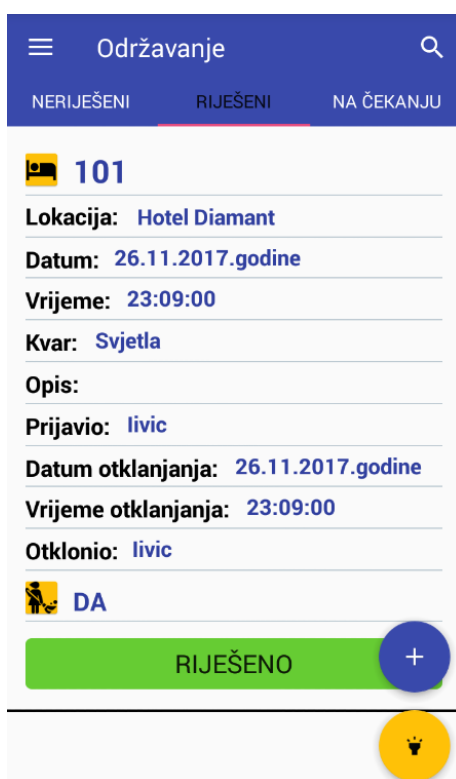 Održavanje
NERIJEŠENI RIJEŠENI NA ČEKANJU
101
Lokacija: Hotel Diamant
Datum: 26.11.2017.godine
Vrijeme: 23:09:00
Kvar: Svjetla
Opis:
Prijavio: livic
Datum otklanjanja: 26.11.2017.godine
Vrijeme otklanjanja: 23:09:00
Otklonio: livic
DA
RIJEŠENO